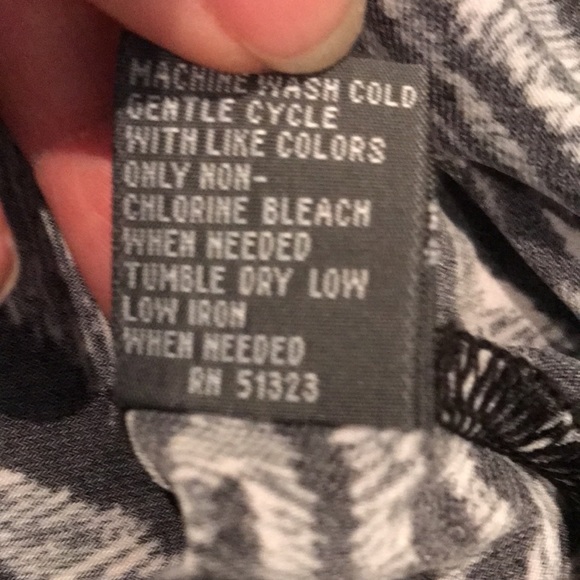 MACHINE WASH COLD
GENTLE CYCLE
WITH LIKE COLORS
ONLY NON-
CHLORINE BLEACH
WHEN NEEDED
TUMBLE DRY LOW
LOW IRON
WHEN NEEDED
RN 51323